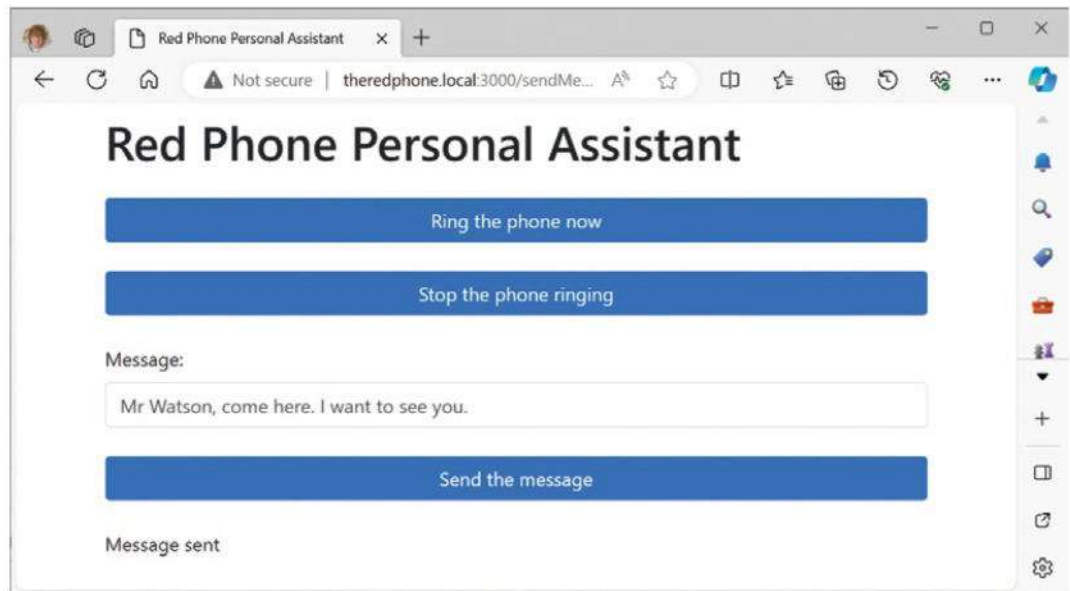 Red Phone Personal Assistant
Not secure | theredphone.local:3000/sendMe...
Red Phone Personal Assistant
Ring the phone now
Stop the phone ringing
Message:
Mr Watson, come here. I want to see you.
Send the message
Message sent